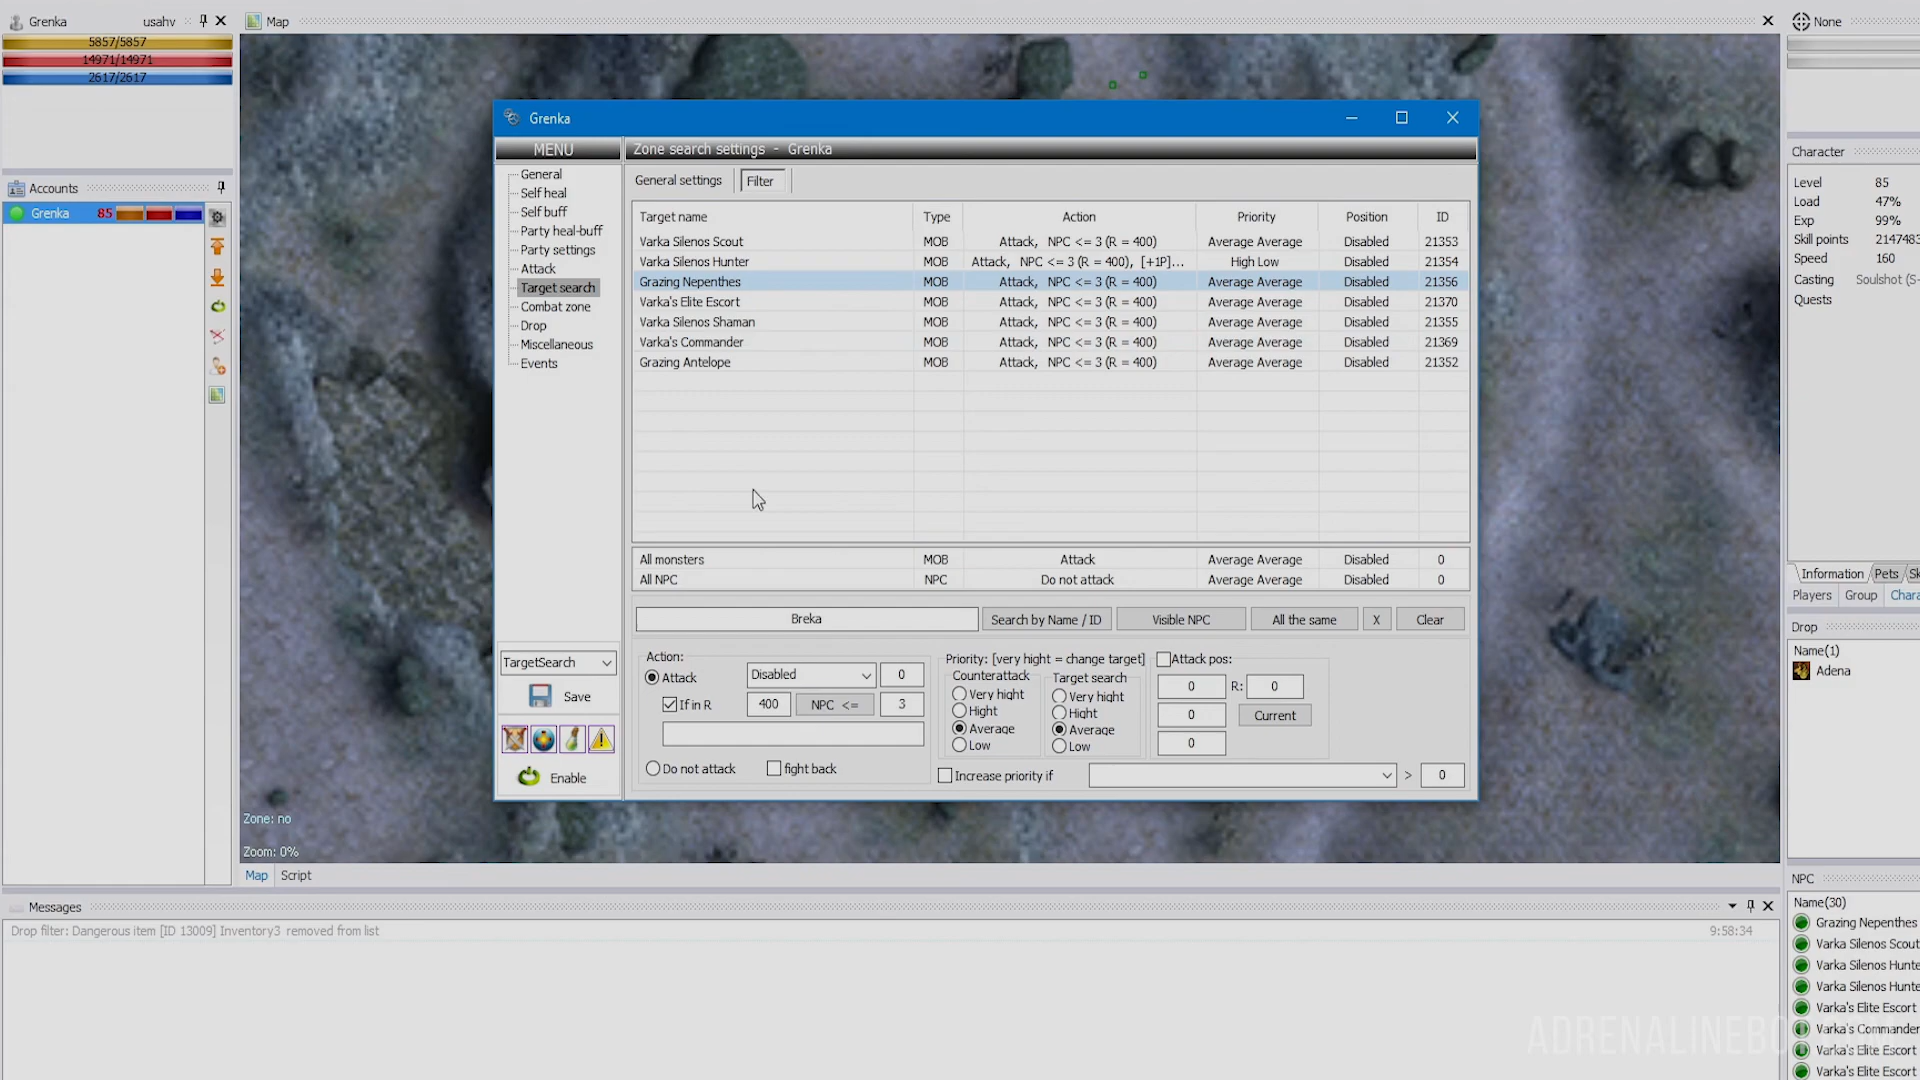 Grenka usahv
5857/5857
14971/14971
2617/2617
Accounts
Grenka 85
Map
Grenka
MENU
General
Self heal
Self buff
Party heal-buff
Party settings
Attack
Target search
Combat zone
Drop
Miscellaneous
Events
TargetSearch
Save
Enable
Zone search settings - Grenka
General settings Filter
Target name Type Action Priority Position ID
Varka Silenos Scout MOB Attack, NPC <= 3 (R = 400) Average Average Disabled 21353
Varka Silenos Hunter MOB Attack, NPC <= 3 (R = 400), [+1P]... High Low Disabled 21354
Grazing Nepenthes MOB Attack, NPC <= 3 (R = 400) Average Average Disabled 21356
Varka's Elite Escort MOB Attack, NPC <= 3 (R = 400) Average Average Disabled 21370
Varka Silenos Shaman MOB Attack, NPC <= 3 (R = 400) Average Average Disabled 21355
Varka's Commander MOB Attack, NPC <= 3 (R = 400) Average Average Disabled 21369
Grazing Antelope MOB Attack, NPC <= 3 (R = 400) Average Average Disabled 21352
All monsters MOB Attack Average Average Disabled 0
All NPC NPC Do not attack Average Average Disabled 0
Breka Search by Name / ID Visible NPC All the same X Clear
Action:
Attack Disabled 0
If in R 400 NPC <= 3
Do not attack fight back
Priority: [very hight = change target]
Counterattack
Very hight
Hight
Average
Low
Target search
Very hight
Hight
Average
Low
Attack pos:
0 R: 0
0 Current
0
Increase priority if > 0
Zone: no
Zoom: 0%
Map Script
Messages
Drop filter: Dangerous item [ID 13009] Inventory3 removed from list 9:58:34
None
Character
Level 85
Load 47%
Exp 99%
Skill points 2147483
Speed 160
Casting Soulshot (S-
Quests
Information Pets Sk
Players Group Chara
Drop
Name(1)
Adena
NPC
Name(30)
Grazing Nepenthes
Varka Silenos Scout
Varka Silenos Hunte
Varka Silenos Hunte
Varka's Elite Escort
Varka's Commander
Varka's Elite Escort
Varka's Elite Escort
ADRENALINEBO